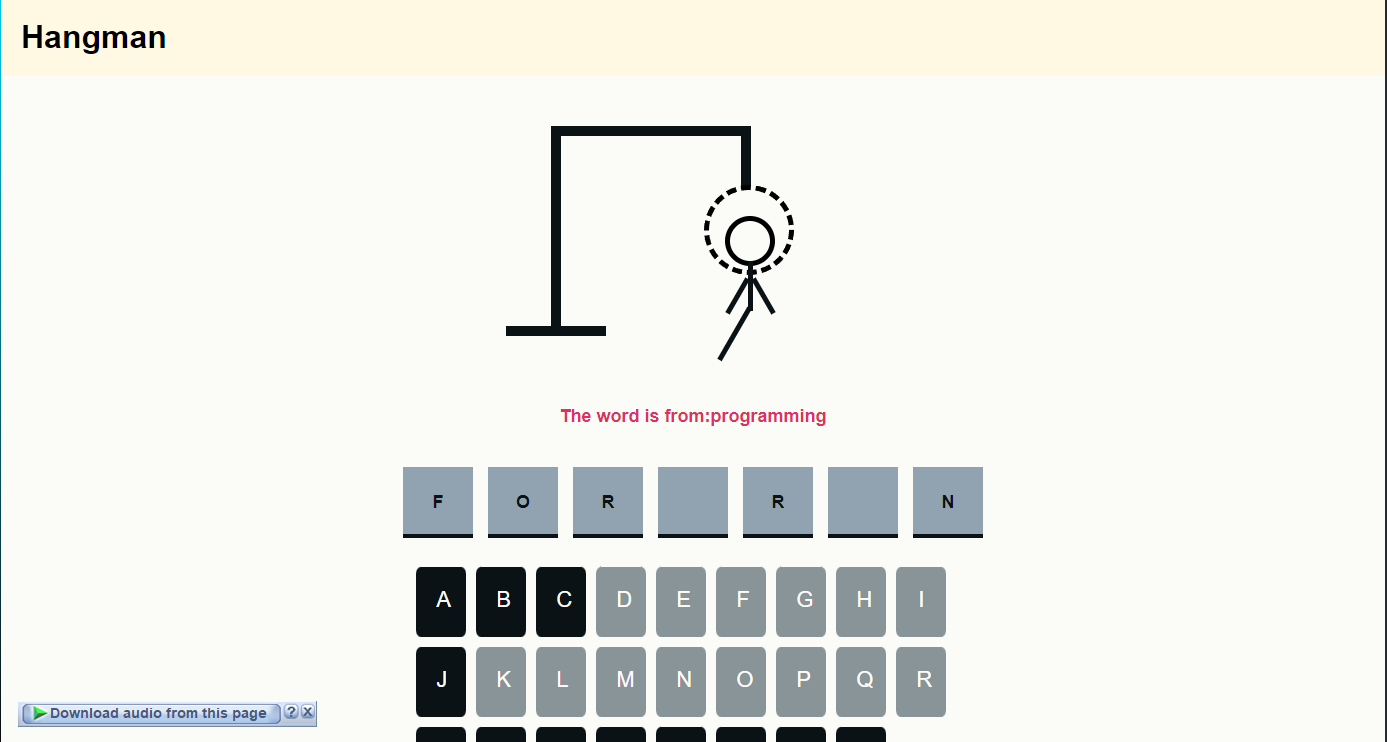 Hangman
The word is from:programming
F O R R N
A B C D E F G H I
J K L M N O P Q R
Download audio from this page ? X